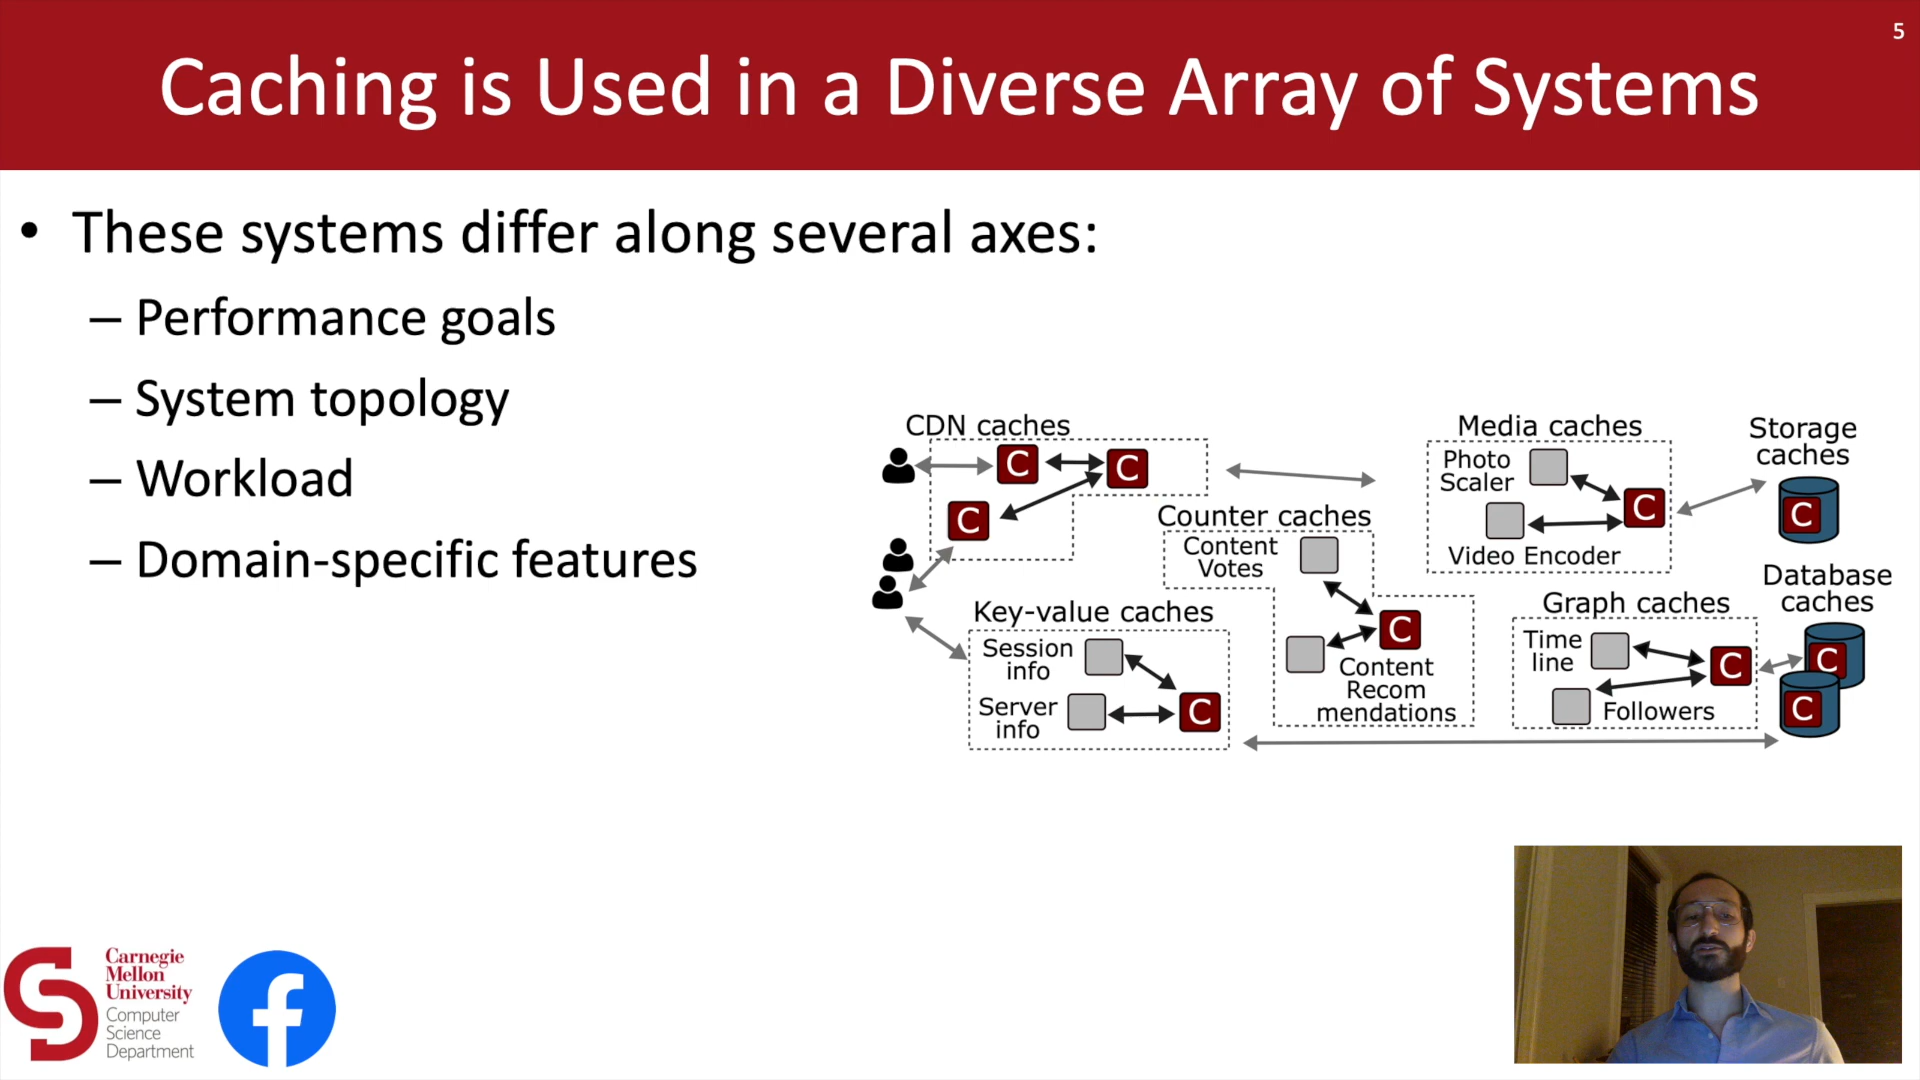 5
Caching is Used in a Diverse Array of Systems
• These systems differ along several axes:
– Performance goals
– System topology
– Workload
– Domain-specific features
CDN caches
C
C
C
Key-value caches
Session
info
Server
info
C
Counter caches
Content
Votes
C
Content
Recom
mendations
Media caches
Photo
Scaler
C
Video Encoder
Storage
caches
C
Graph caches
Time
line
C
Followers
Database
caches
C
C
Carnegie
Mellon
University
Computer
Science
Department
f